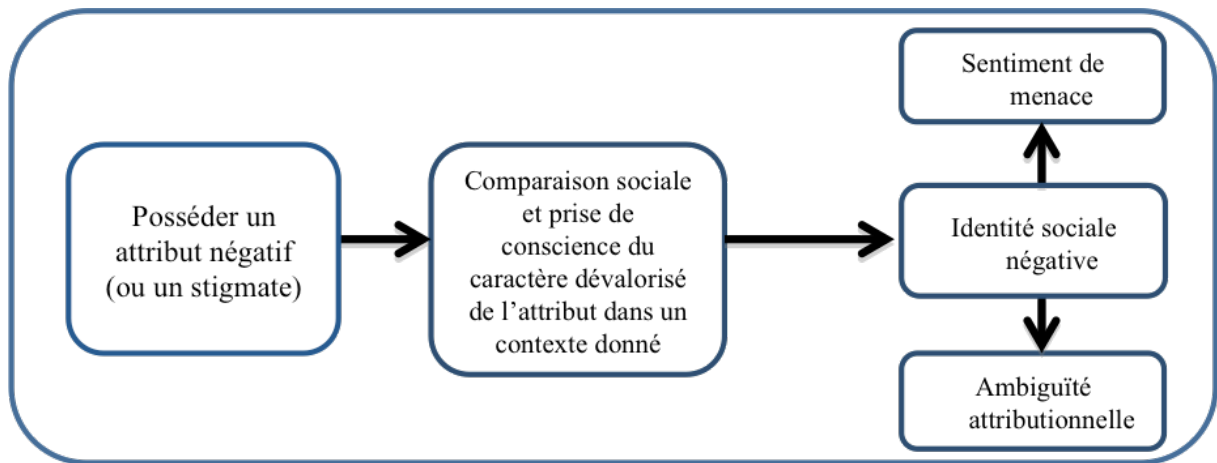 Posséder un
attribut négatif
(ou un stigmate)
Comparaison sociale
et prise de
conscience du
caractère dévalorisé
de l’attribut dans un
contexte donné
Sentiment de
menace
Identité sociale
négative
Ambiguïté
attributionnelle